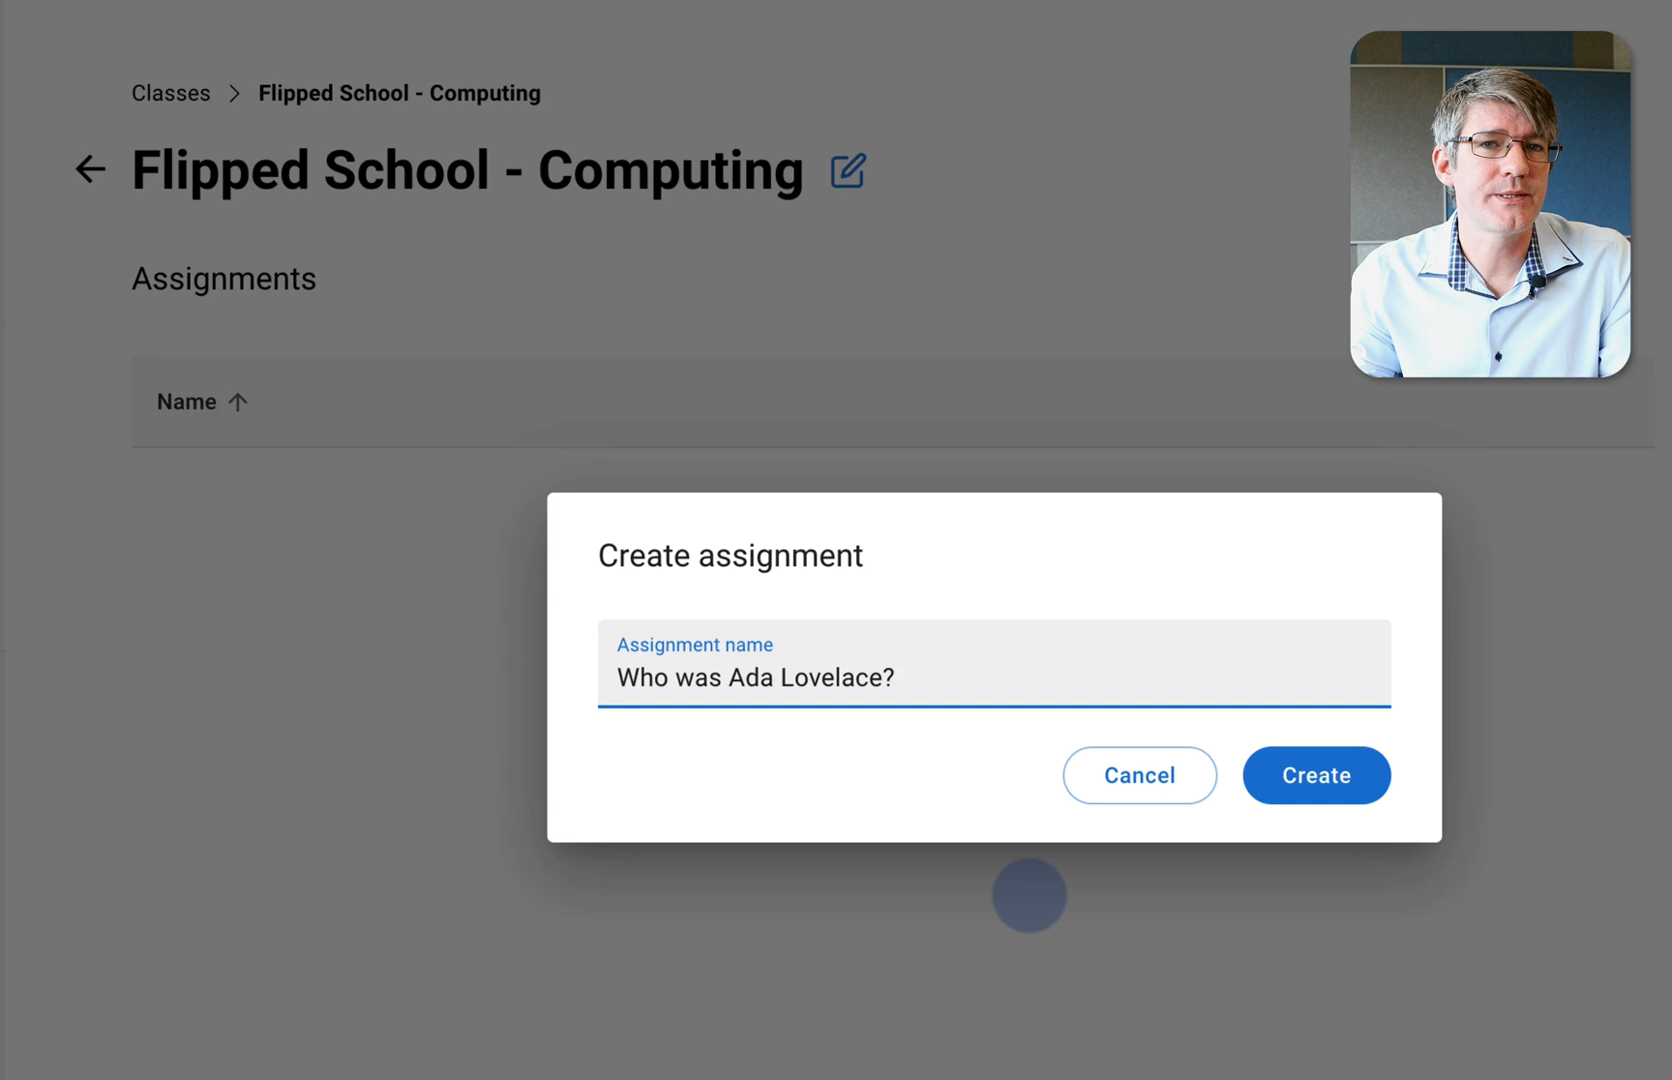 Classes > Flipped School - Computing
Flipped School - Computing
Assignments
Name
Create assignment
Assignment name
Who was Ada Lovelace?
Cancel
Create